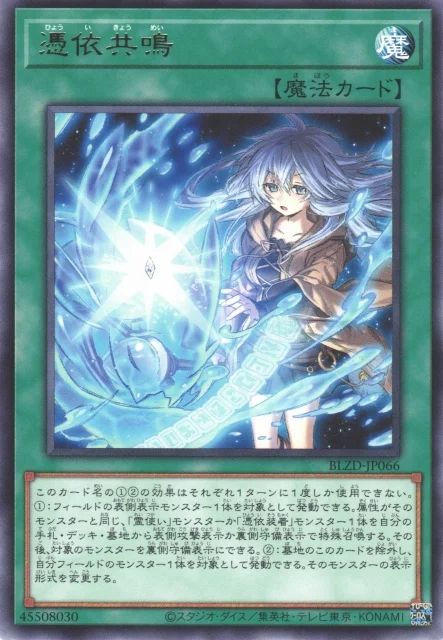 憑依共鳴
【魔法カード】
魔
BLZD-JP066
このカード名の①②の効果はそれぞれ1ターンに1度しか使用できない。
①:フィールドの表側表示モンスター1体を対象として発動できる。属性がその
モンスターと同じ、「霊使い」モンスターか「憑依装着」モンスター1体を自分の
手札・デッキ・墓地から表側攻撃表示か裏側守備表示で特殊召喚する。その
後、対象のモンスターを裏側守備表示にできる。②:墓地のこのカードを除外し、
自分フィールドのモンスター1体を対象として発動できる。そのモンスターの表示
形式を変更する。
45508030
©スタジオ・ダイス/集英社・テレビ東京・KONAMI